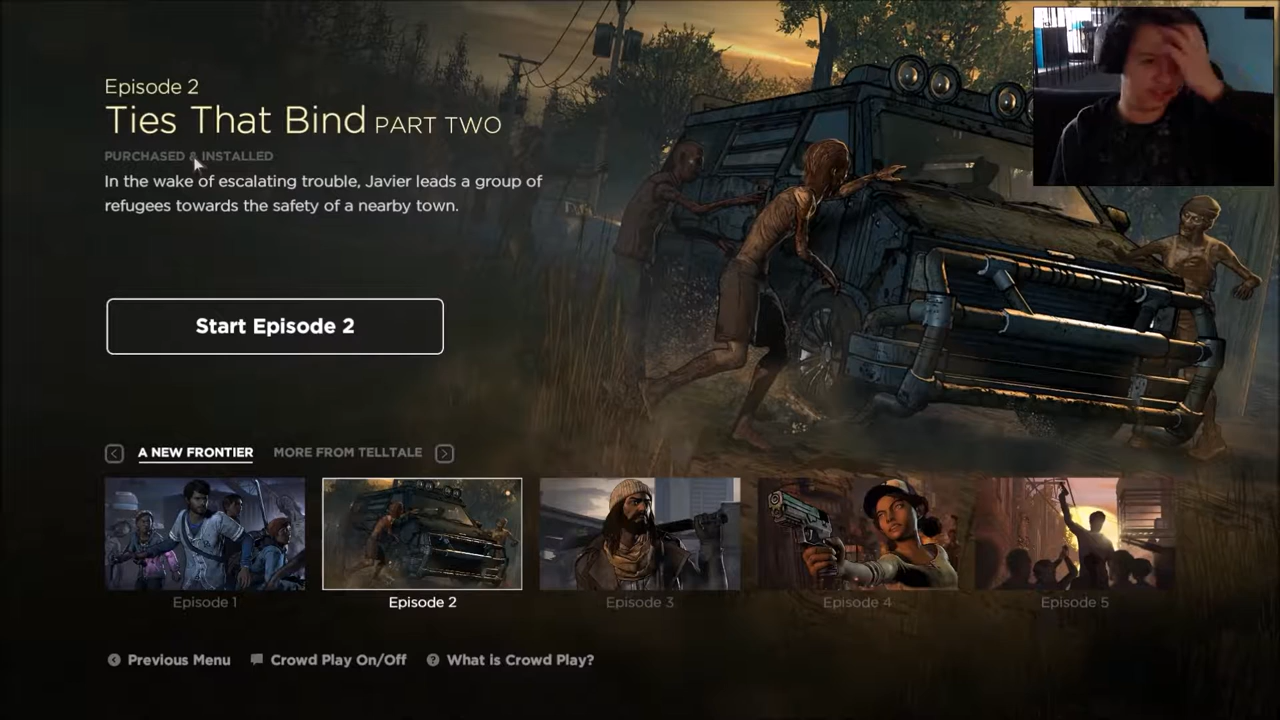 Episode 2
Ties That Bind PART TWO
PURCHASED & INSTALLED
In the wake of escalating trouble, Javier leads a group of
refugees towards the safety of a nearby town.
Start Episode 2
A NEW FRONTIER MORE FROM TELLTALE
Episode 1 Episode 2 Episode 3 Episode 4 Episode 5
Previous Menu Crowd Play On/Off What is Crowd Play?